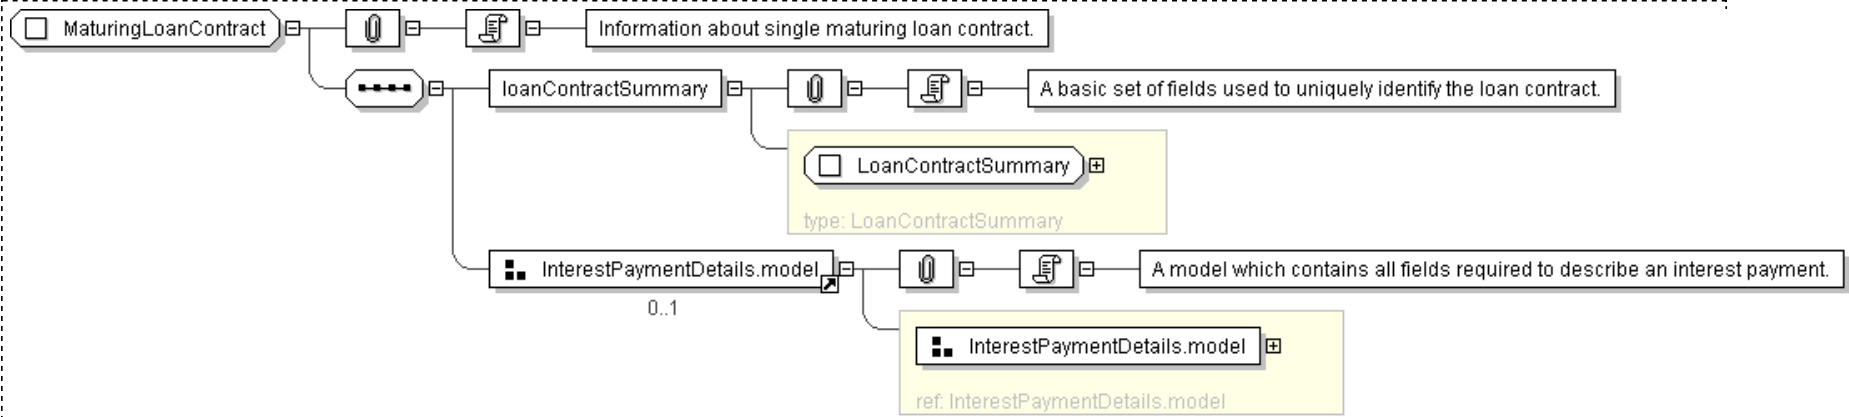 MaturingLoanContract
Information about single maturing loan contract.
loanContractSummary
A basic set of fields used to uniquely identify the loan contract.
LoanContractSummary
type: LoanContractSummary
InterestPaymentDetails.model
A model which contains all fields required to describe an interest payment.
0..1
InterestPaymentDetails.model
ref: InterestPaymentDetails.model